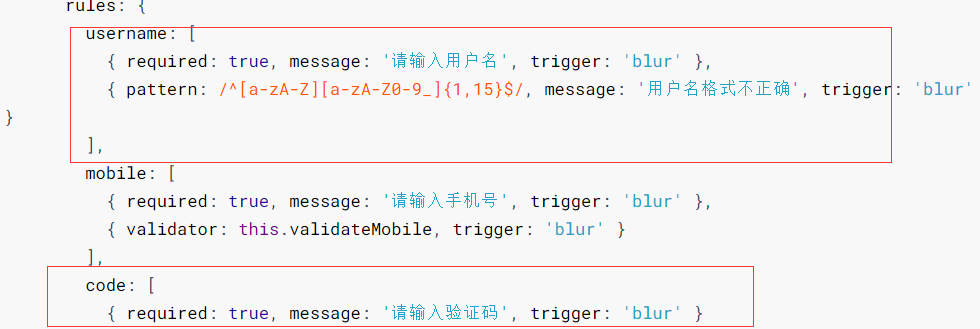 rules: {
username: [
{ required: true, message: '请输入用户名', trigger: 'blur' },
{ pattern: /^[a-zA-Z][a-zA-Z0-9_]{1,15}$/, message: '用户名格式不正确', trigger: 'blur'
}
],
mobile: [
{ required: true, message: '请输入手机号', trigger: 'blur' },
{ validator: this.validateMobile, trigger: 'blur' }
],
code: [
{ required: true, message: '请输入验证码', trigger: 'blur' }